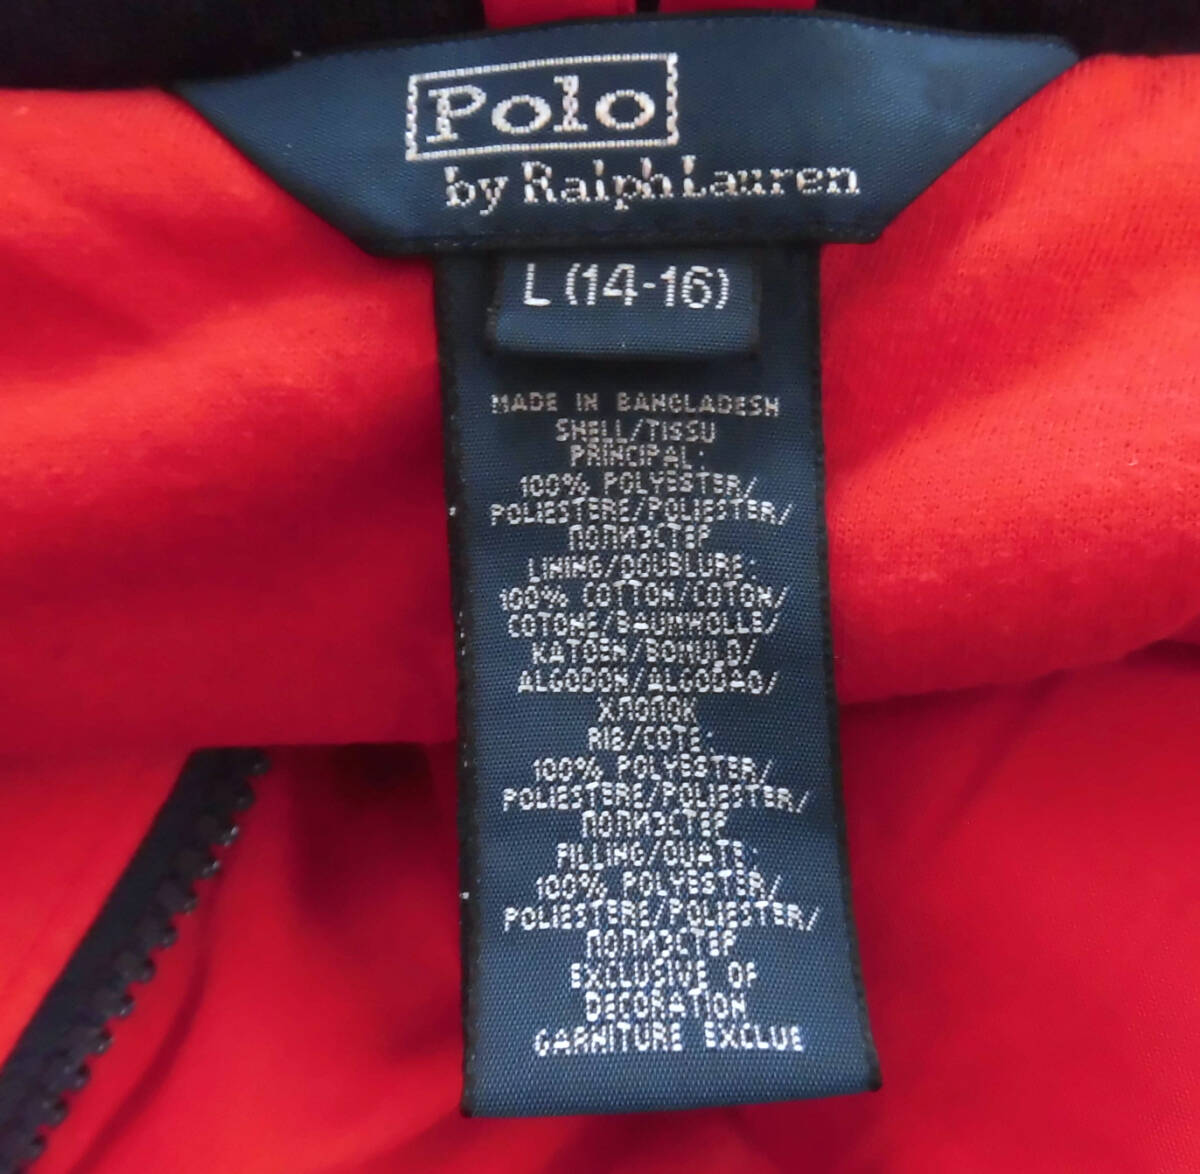 Polo
by Ralph Lauren
L (14-16)
MADE IN BANGLADESH
SHELL/TISSU
PRINCIPAL:
100% POLYESTER/
POLIESTERE/POLIESTER/
ПОЛИЭСТЕР
LINING/DOUBLURE:
100% COTTON/COTON/
COTONE/BAUMWOLLE/
KATOEN/BOMULD/
ALGODON/ALGODAO/
ХЛОПОК
RIB/COTE:
100% POLYESTER/
POLIESTERE/POLIESTER/
ПОЛИЭСТЕР
FILLING/OUATE:
100% POLYESTER/
POLIESTERE/POLIESTER/
ПОЛИЭСТЕР
EXCLUSIVE OF
DECORATION
GARNITURE EXCLUE